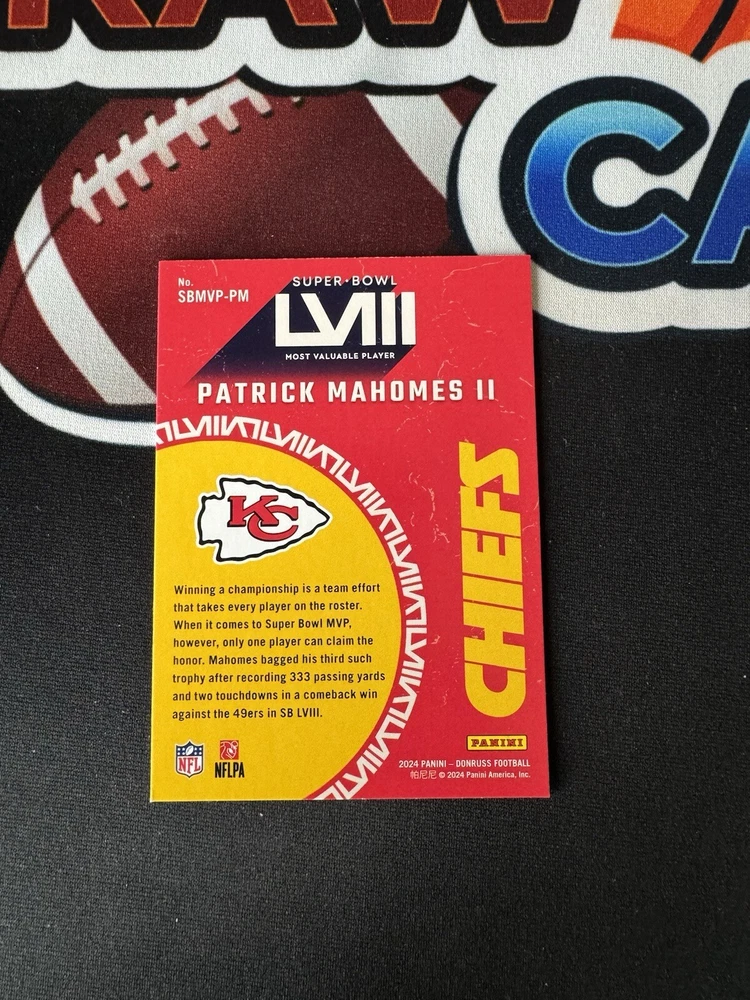 No.
SBMVP-PM
SUPER BOWL
LVIII
MOST VALUABLE PLAYER
PATRICK MAHOMES II
KC
CHIEFS
Winning a championship is a team effort
that takes every player on the roster.
When it comes to Super Bowl MVP,
however, only one player can claim the
honor. Mahomes bagged his third such
trophy after recording 333 passing yards
and two touchdowns in a comeback win
against the 49ers in SB LVIII.
NFL
NFLPA
PANINI
2024 PANINI – DONRUSS FOOTBALL
帕尼尼 © 2024 Panini America, Inc.